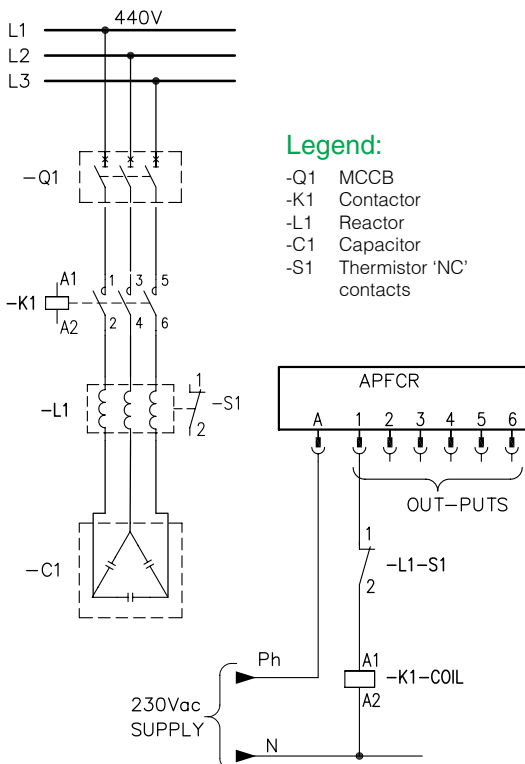 440V
L1
L2
L3
Legend:
-Q1 MCCB
-K1 Contactor
-L1 Reactor
-C1 Capacitor
-S1 Thermistor ‘NC’
contacts
-Q1
A1 1 3 5
-K1
A2 2 4 6
1
-L1 -S1
2
-C1
APFCR
A 1 2 3 4 5 6
OUT-PUTS
1
-L1-S1
2
Ph
A1
-K1-COIL
A2
230Vac
SUPPLY
N